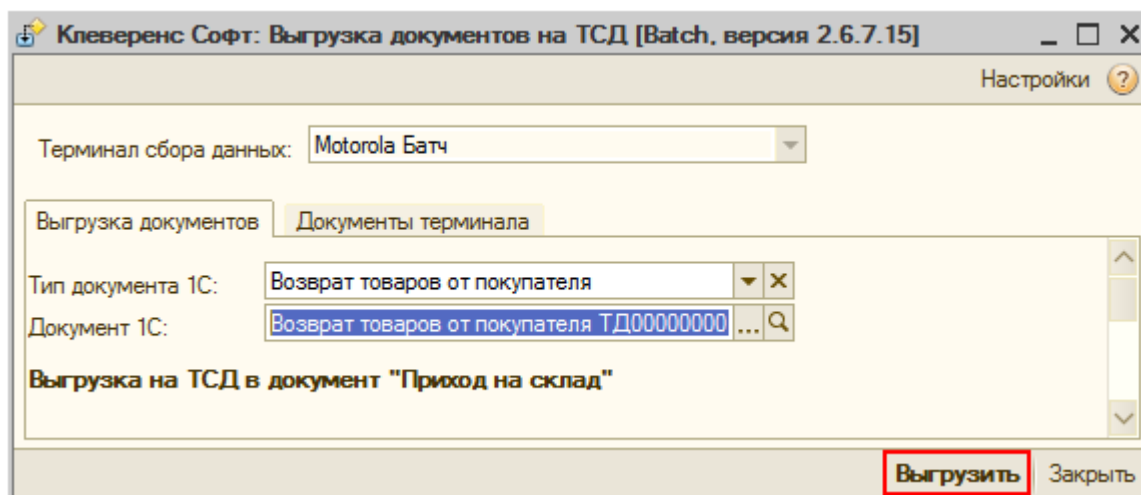 Клеверенс Софт: Выгрузка документов на ТСД [Batch, версия 2.6.7.15]
Настройки ?
Терминал сбора данных: Motorola Батч
Выгрузка документов Документы терминала
Тип документа 1С: Возврат товаров от покупателя
Документ 1С: Возврат товаров от покупателя ТД00000000 ...
Выгрузка на ТСД в документ "Приход на склад"
Выгрузить Закрыть